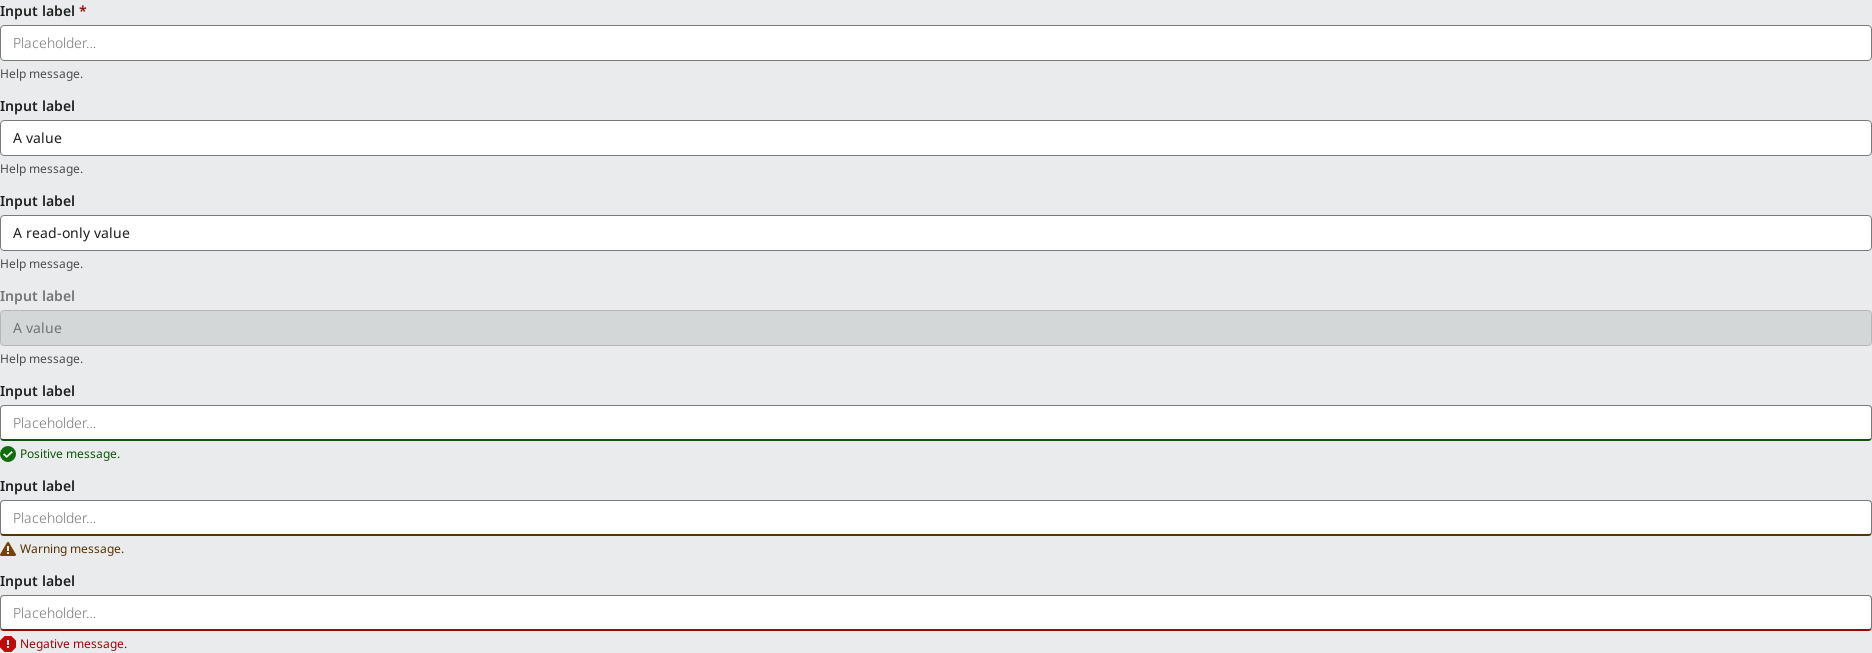 Input label *
Placeholder...
Help message.
Input label
A value
Help message.
Input label
A read-only value
Help message.
Input label
A value
Help message.
Input label
Placeholder...
Positive message.
Input label
Placeholder...
Warning message.
Input label
Placeholder...
Negative message.